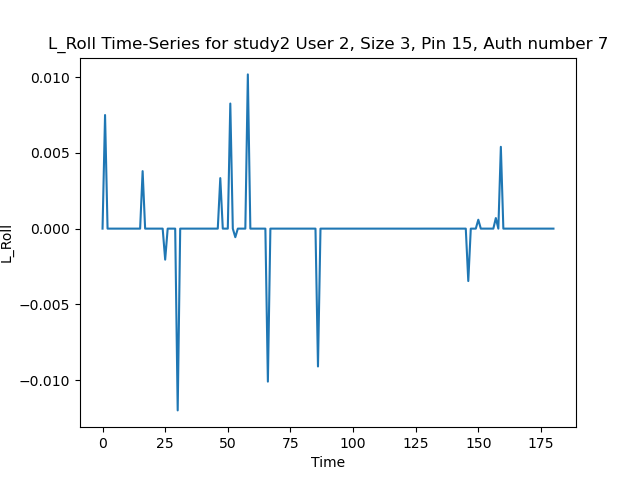 L_Roll Time-Series for study2 User 2, Size 3, Pin 15, Auth number 7
0.010
0.005
0.000
−0.005
−0.010
L_Roll
0 25 50 75 100 125 150 175
Time